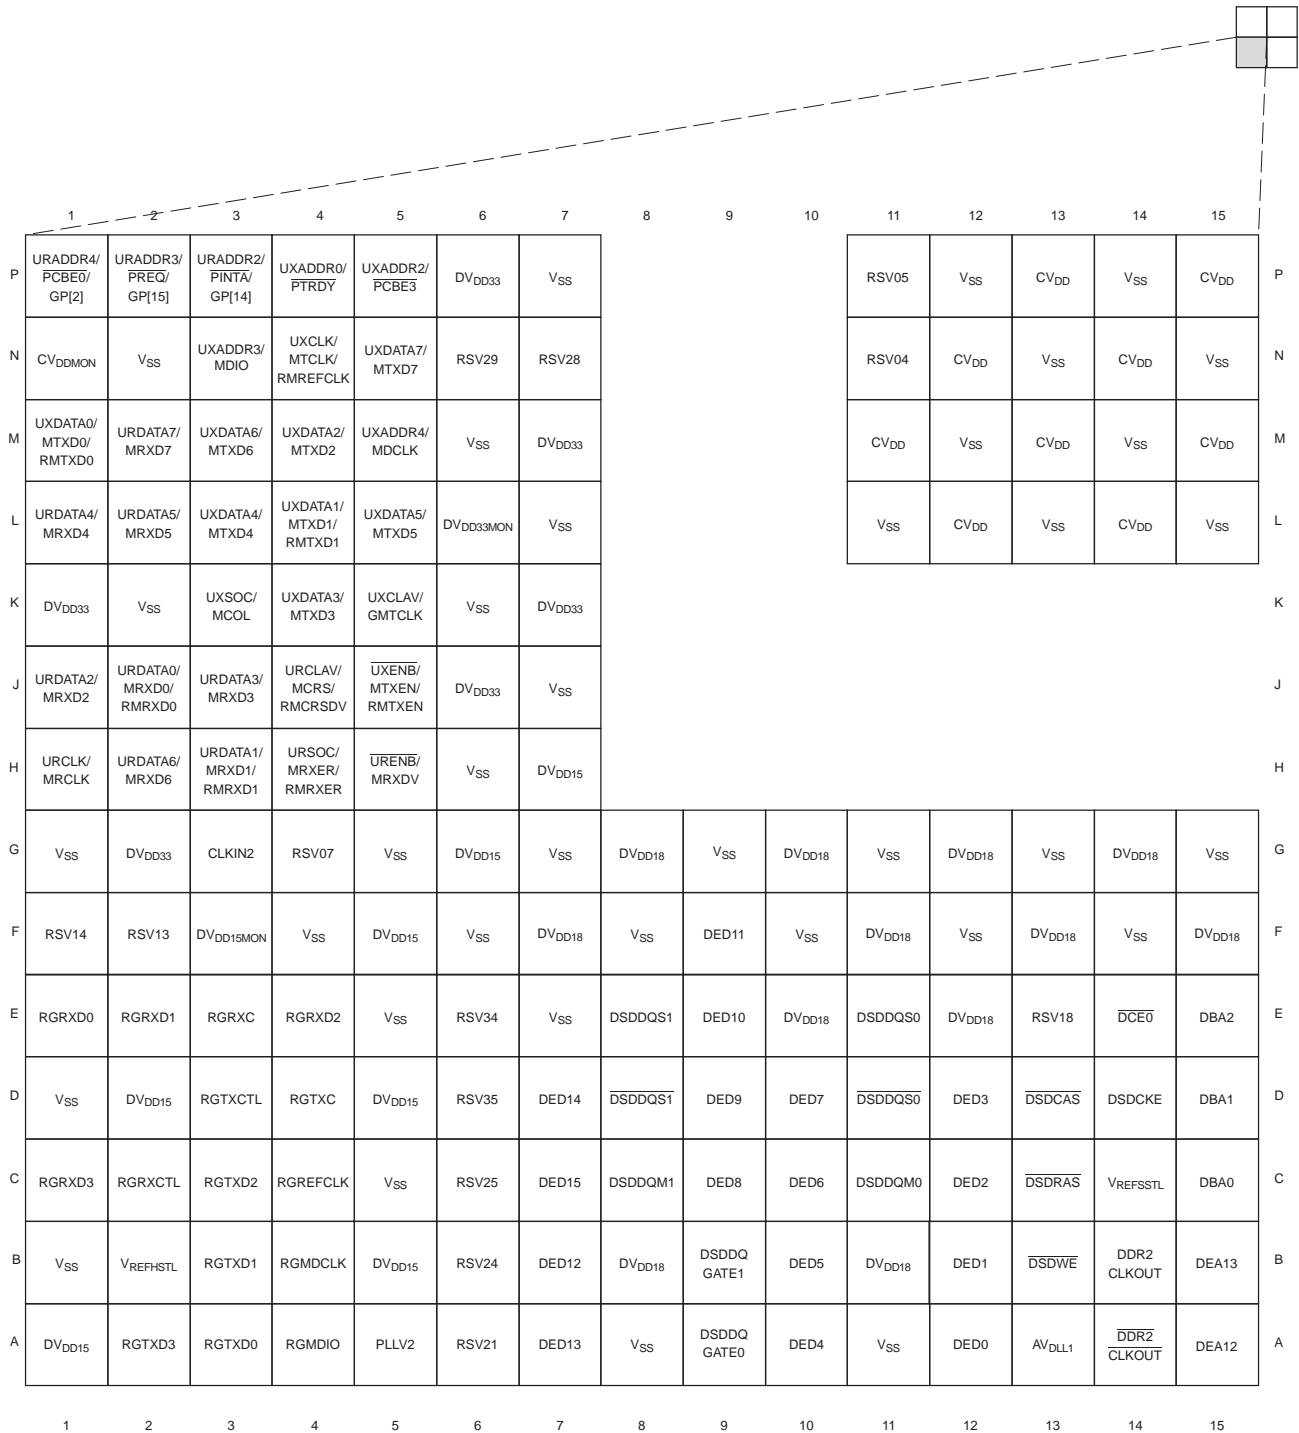 1 2 3 4 5 6 7 8 9 10 11 12 13 14 15
P URADDR4/ PCBE0/ GP[2] URADDR3/ PREQ/ GP[15] URADDR2/ PINTA/ GP[14] UXADDR0/ PTRDY UXADDR2/ PCBE3 DVDD33 VSS RSV05 VSS CVDD VSS CVDD P
N CVDDMON VSS UXADDR3/ MDIO UXCLK/ MTCLK/ RMREFCLK UXDATA7/ MTXD7 RSV29 RSV28 RSV04 CVDD VSS CVDD VSS N
M UXDATA0/ MTXD0/ RMTXD0 URDATA7/ MRXD7 UXDATA6/ MTXD6 UXDATA2/ MTXD2 UXADDR4/ MDCLK VSS DVDD33 CVDD VSS CVDD VSS CVDD M
L URDATA4/ MRXD4 URDATA5/ MRXD5 UXDATA4/ MTXD4 UXDATA1/ MTXD1/ RMTXD1 UXDATA5/ MTXD5 DVDD33MON VSS VSS CVDD VSS CVDD VSS L
K DVDD33 VSS UXSOC/ MCOL UXDATA3/ MTXD3 UXCLAV/ GMTCLK VSS DVDD33 K
J URDATA2/ MRXD2 URDATA0/ MRXD0/ RMRXD0 URDATA3/ MRXD3 URCLAV/ MCRS/ RMCRSDV UXENB/ MTXEN/ RMTXEN DVDD33 VSS J
H URCLK/ MRCLK URDATA6/ MRXD6 URDATA1/ MRXD1/ RMRXD1 URSOC/ MRXER/ RMRXER URENB/ MRXDV VSS DVDD15 H
G VSS DVDD33 CLKIN2 RSV07 VSS DVDD15 VSS DVDD18 VSS DVDD18 VSS DVDD18 VSS DVDD18 VSS G
F RSV14 RSV13 DVDD15MON VSS DVDD15 VSS DVDD18 VSS DED11 VSS DVDD18 VSS DVDD18 VSS DVDD18 F
E RGRXD0 RGRXD1 RGRXC RGRXD2 VSS RSV34 VSS DSDDQS1 DED10 DVDD18 DSDDQS0 DVDD18 RSV18 DCE0 DBA2 E
D VSS DVDD15 RGTXCTL RGTXC DVDD15 RSV35 DED14 DSDDQS1 DED9 DED7 DSDDQS0 DED3 DSDCAS DSDCKE DBA1 D
C RGRXD3 RGRXCTL RGTXD2 RGREFCLK VSS RSV25 DED15 DSDDQM1 DED8 DED6 DSDDQM0 DED2 DSDRAS VREFSSTL DBA0 C
B VSS VREFHSTL RGTXD1 RGMDCLK DVDD15 RSV24 DED12 DVDD18 DSDDQ GATE1 DED5 DVDD18 DED1 DSDWE DDR2 CLKOUT DEA13 B
A DVDD15 RGTXD3 RGTXD0 RGMDIO PLLV2 RSV21 DED13 VSS DSDDQ GATE0 DED4 VSS DED0 AVDLL1 DDR2 CLKOUT DEA12 A
1 2 3 4 5 6 7 8 9 10 11 12 13 14 15